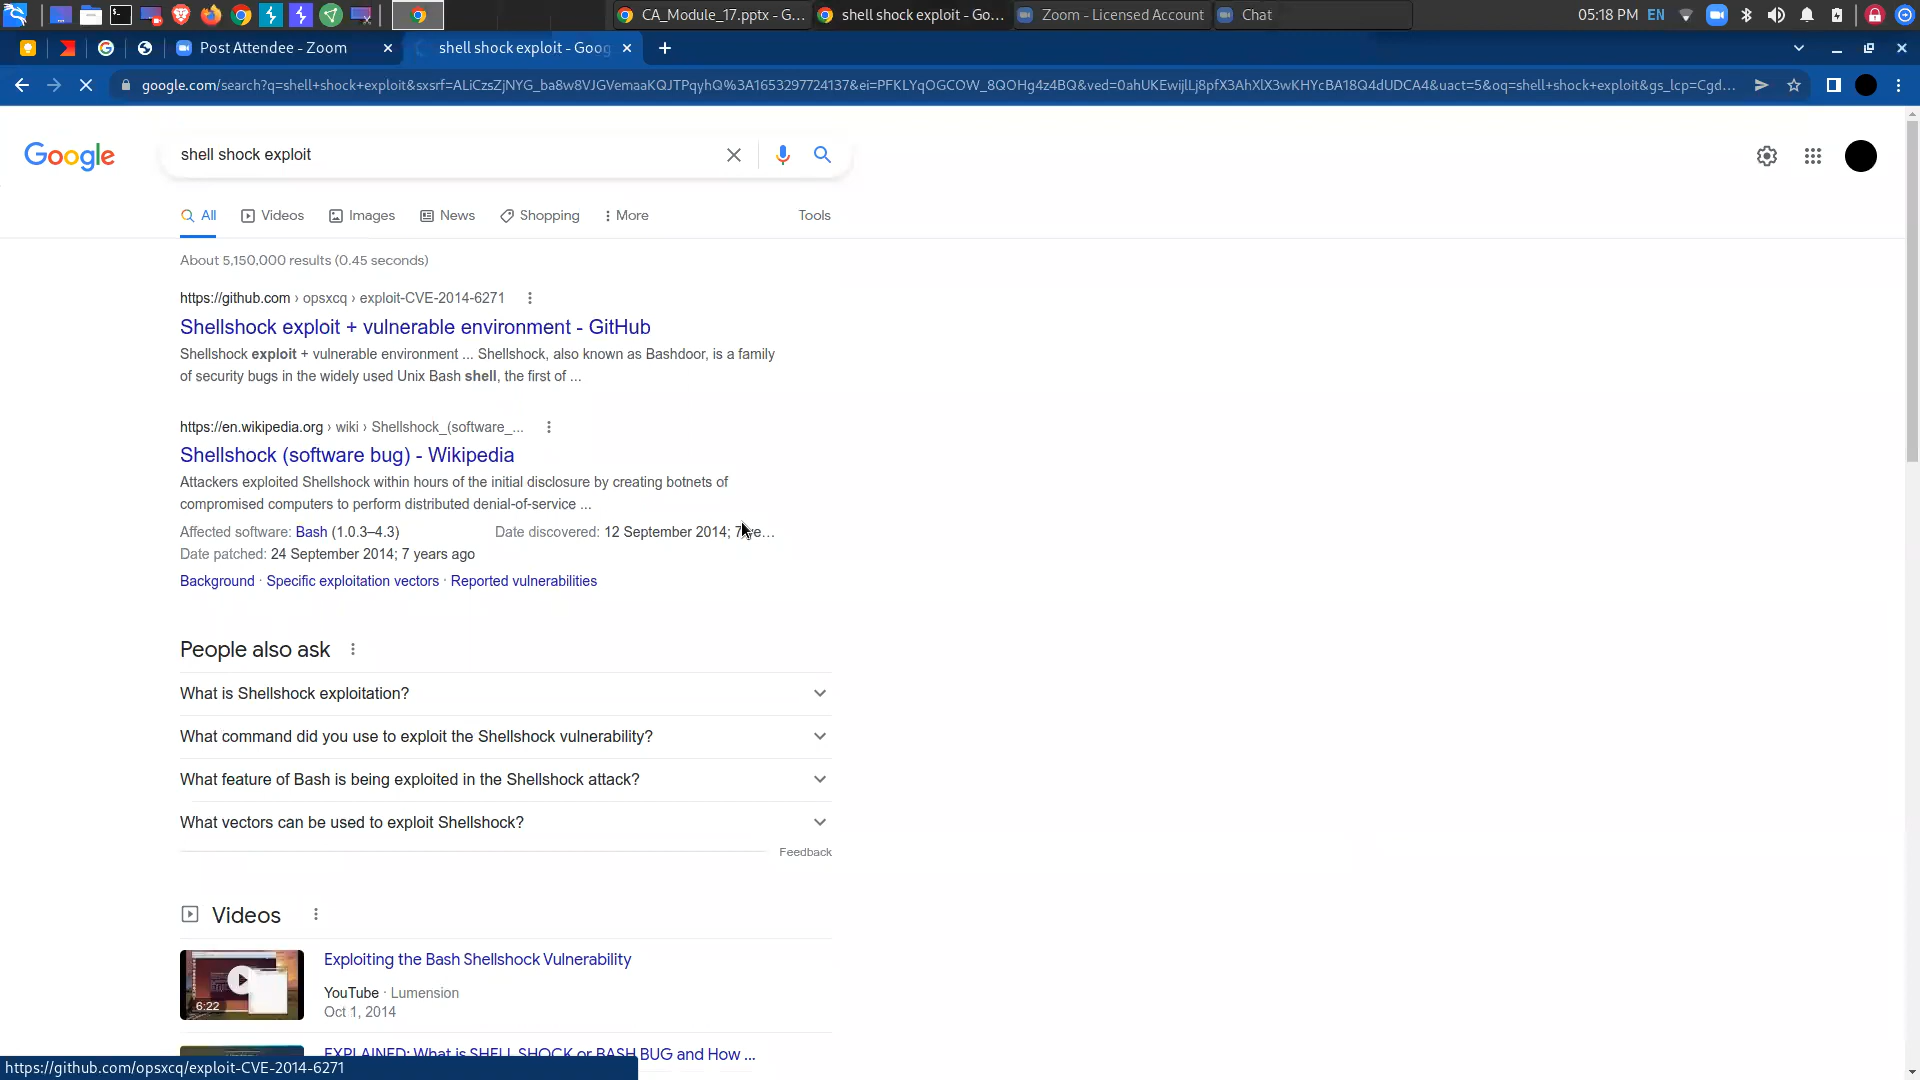 CA_Module_17.pptx - G...
shell shock exploit - Go...
Zoom - Licensed Account
Chat
05:18 PM
EN
Post Attendee - Zoom
shell shock exploit - Goog
google.com/search?q=shell+shock+exploit&sxsrf=ALiCzsZjNYG_ba8w8VJGVemaaKQJTPqyhQ%3A1653297724137&ei=PFKLYqOGCOW_8QOHg4z4BQ&ved=0ahUKEwijlLj8pfX3AhXlX3wKHYcBA18Q4dUDCA4&uact=5&oq=shell+shock+exploit&gs_lcp=Cgd...
Google
shell shock exploit
All
Videos
Images
News
Shopping
More
Tools
About 5,150,000 results (0.45 seconds)
https://github.com › opsxcq › exploit-CVE-2014-6271
Shellshock exploit + vulnerable environment - GitHub
Shellshock exploit + vulnerable environment ... Shellshock, also known as Bashdoor, is a family
of security bugs in the widely used Unix Bash shell, the first of ...
https://en.wikipedia.org › wiki › Shellshock_(software_...
Shellshock (software bug) - Wikipedia
Attackers exploited Shellshock within hours of the initial disclosure by creating botnets of
compromised computers to perform distributed denial-of-service ...
Affected software: Bash (1.0.3–4.3)
Date discovered: 12 September 2014;
Date patched: 24 September 2014; 7 years ago
Background · Specific exploitation vectors · Reported vulnerabilities
People also ask
What is Shellshock exploitation?
What command did you use to exploit the Shellshock vulnerability?
What feature of Bash is being exploited in the Shellshock attack?
What vectors can be used to exploit Shellshock?
Feedback
Videos
6:22
Exploiting the Bash Shellshock Vulnerability
YouTube · Lumension
Oct 1, 2014
EXPLAINED: What is SHELL SHOCK or BASH BUG and How ...
https://github.com/opsxcq/exploit-CVE-2014-6271